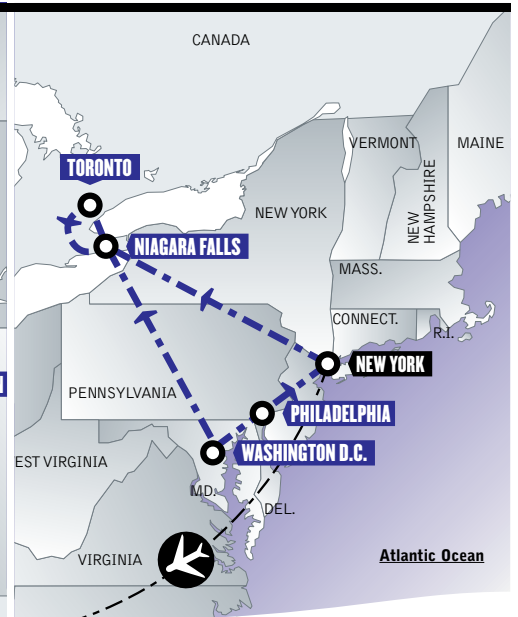 CANADA
TORONTO
VERMONT
MAINE
NEW HAMPSHIRE
NEW YORK
NIAGARA FALLS
MASS.
CONNECT.
R.I.
NEW YORK
PENNSYLVANIA
PHILADELPHIA
WASHINGTON D.C.
EST VIRGINIA
MD.
DEL.
VIRGINIA
Atlantic Ocean